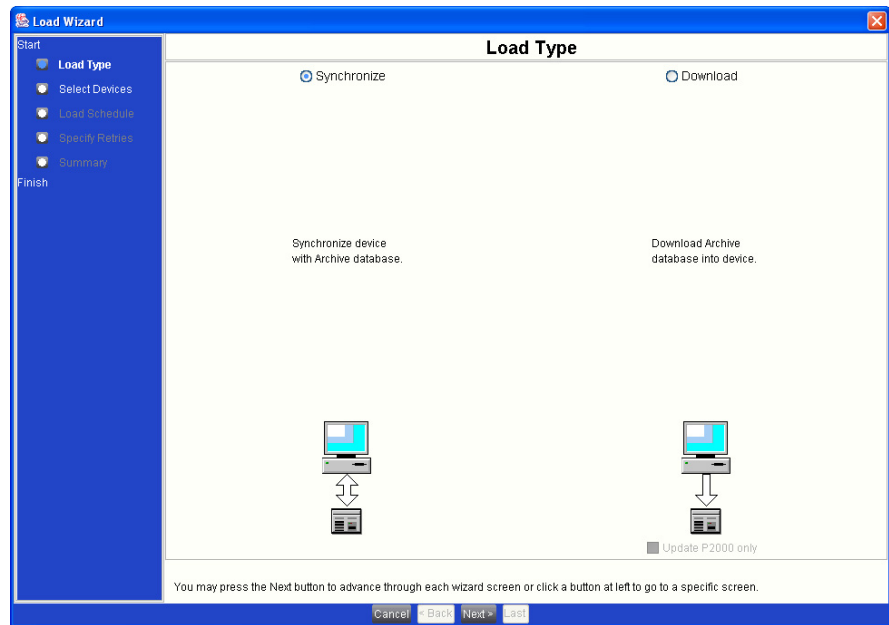 Load Wizard
Start
Load Type
Select Devices
Load Schedule
Specify Retries
Summary
Finish
Load Type
Synchronize
Download
Synchronize device
with Archive database.
Download Archive
database into device.
Update P2000 only
You may press the Next button to advance through each wizard screen or click a button at left to go to a specific screen.
Cancel < Back Next > Last